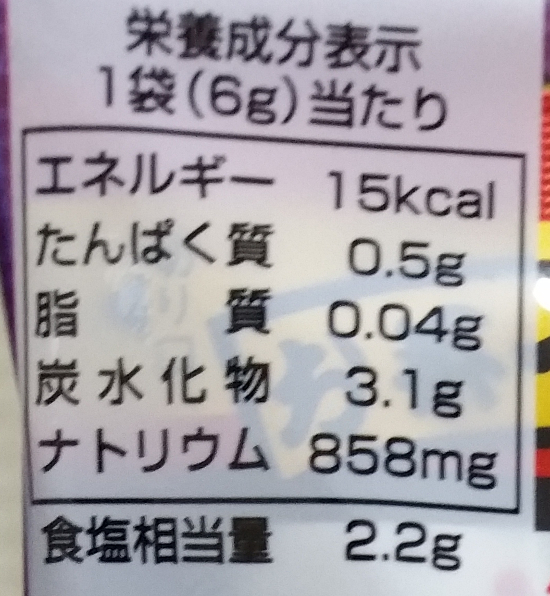 栄養成分表示
1袋(6g)当たり
エネルギー 15kcal
たんぱく質 0.5g
脂質 0.04g
炭水化物 3.1g
ナトリウム 858mg
食塩相当量 2.2g